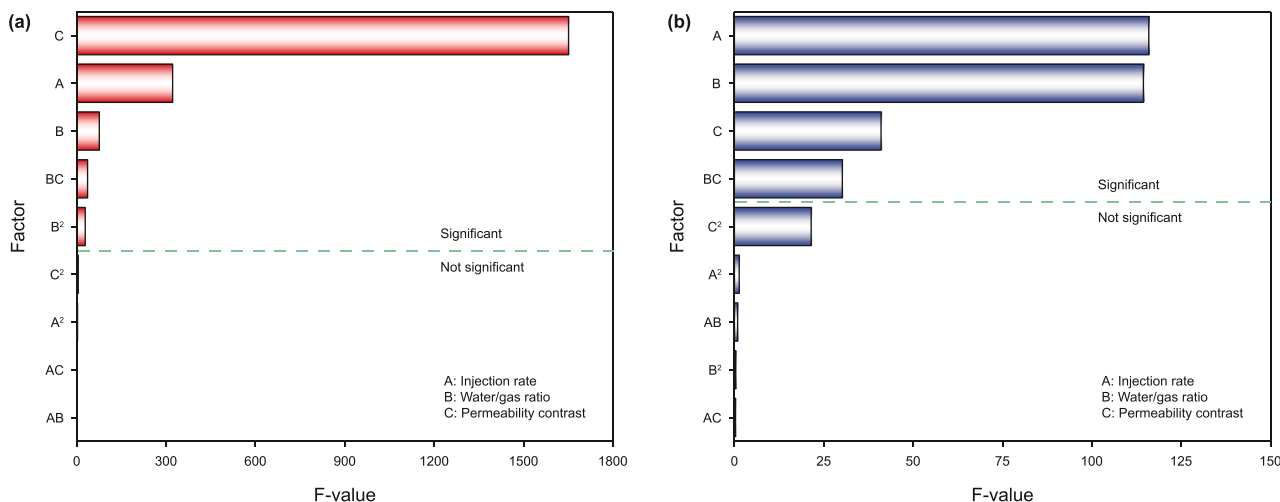 (a)
C
A
B
BC
B²
C²
A²
AC
AB
Factor
Significant
Not significant
A: Injection rate
B: Water/gas ratio
C: Permeability contrast
0 300 600 900 1200 1500 1800
F-value
(b)
A
B
C
BC
C²
A²
AB
B²
AC
Factor
Significant
Not significant
A: Injection rate
B: Water/gas ratio
C: Permeability contrast
0 25 50 75 100 125 150
F-value